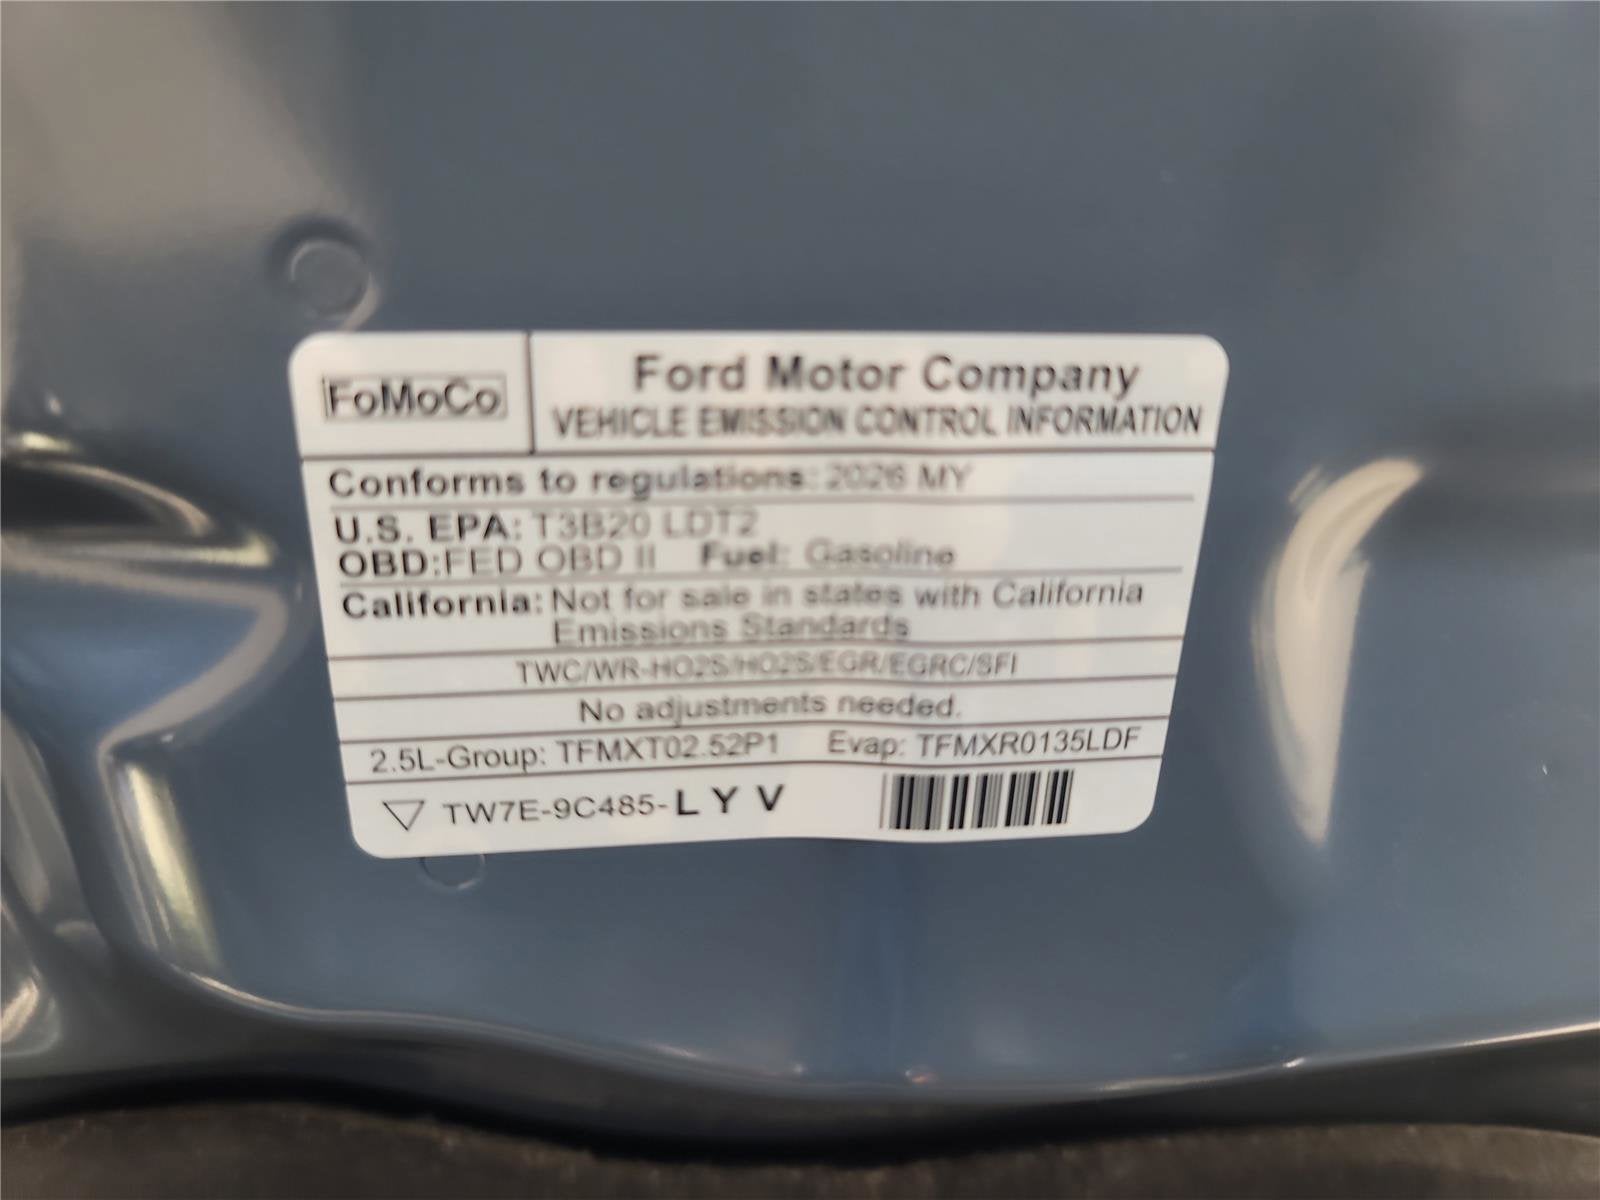 FoMoCo
Ford Motor Company
VEHICLE EMISSION CONTROL INFORMATION
Conforms to regulations: 2026 MY
U.S. EPA: T3B20 LDT2
OBD:FED OBD II Fuel: Gasoline
California: Not for sale in states with California
Emissions Standards
TWC/WR-HO2S/HO2S/EGR/EGRC/SFI
No adjustments needed.
2.5L-Group: TFMXT02.52P1 Evap: TFMXR0135LDF
TW7E-9C485-L Y V